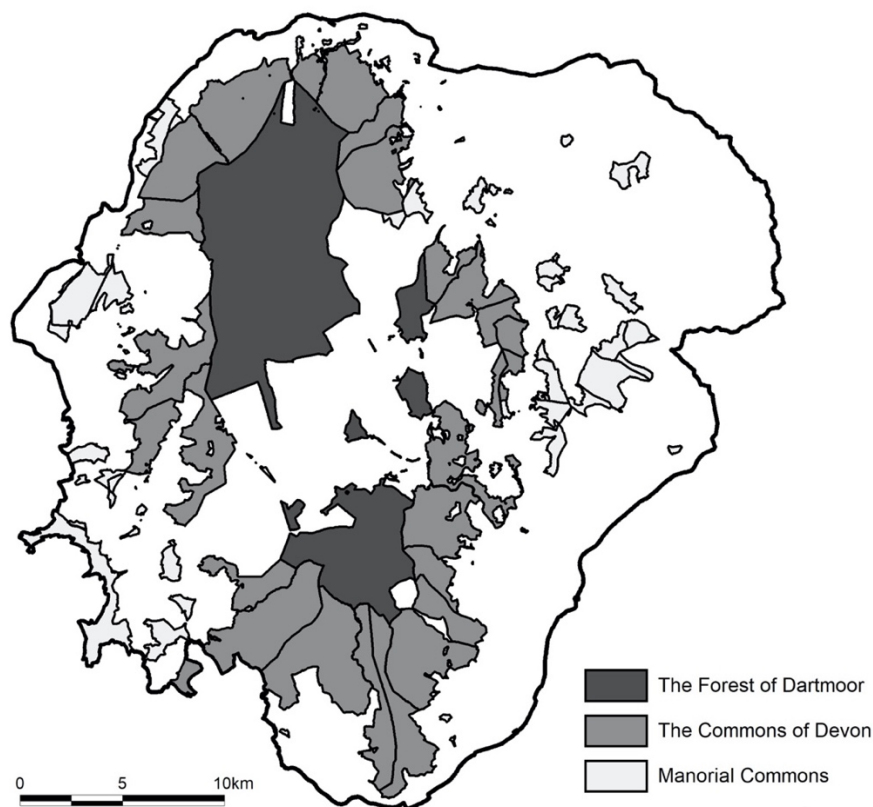 The Forest of Dartmoor
The Commons of Devon
Manorial Commons
0 5 10km